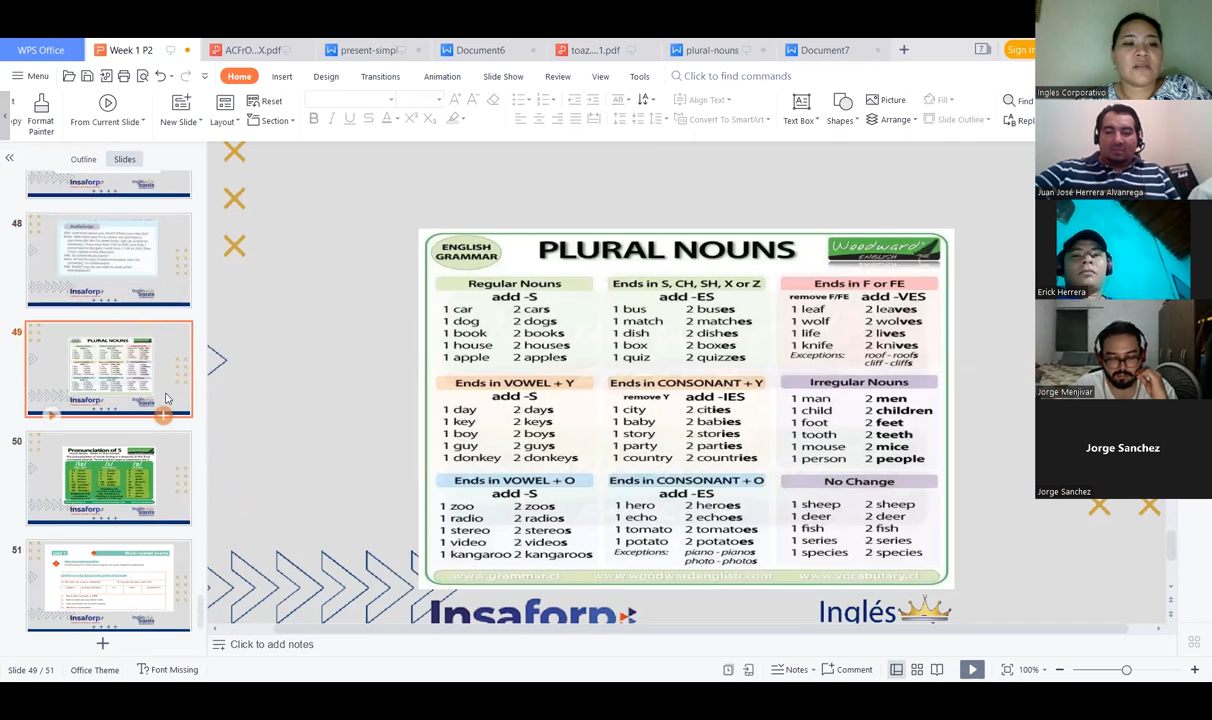 WPS Office
Week 1 P2
ACFrO...X.pdf
present-simpl
Document6
toaz....1.pdf
plural-nouns
Document7
Sign in
Menu
Home
Insert
Design
Transitions
Animation
Slide Show
Review
View
Tools
Click to find commands
Format
Painter
From Current Slide
New Slide
Layout
Reset
Section
Align Text
Convert To SmartArt
Text Box
Shapes
Picture
Arrange
Fill
Slide Outline
Find
Outline
Slides
48
49
50
51
ENGLISH
GRAMMAR
PLURAL NOUNS
Woodward
ENGLISH
Regular Nouns
add -S
1 car 2 cars
1 dog 2 dogs
1 book 2 books
1 house 2 houses
1 apple 2 apples
Ends in S, CH, SH, X or Z
add -ES
1 bus 2 buses
1 match 2 matches
1 dish 2 dishes
1 box 2 boxes
1 quiz 2 quizzes
Ends in F or FE
remove F/FE add -VES
1 leaf 2 leaves
1 wolf 2 wolves
1 life 2 lives
1 knife 2 knives
Exceptions: roof - roofs
cliff - cliffs
Ends in VOWEL + Y
add -S
1 day 2 days
1 key 2 keys
1 boy 2 boys
1 guy 2 guys
1 donkey 2 donkeys
Ends in CONSONANT + Y
remove Y add -IES
1 city 2 cities
1 baby 2 babies
1 story 2 stories
1 party 2 parties
1 country 2 countries
Irregular Nouns
1 man 2 men
1 child 2 children
1 foot 2 feet
1 tooth 2 teeth
1 mouse 2 mice
1 person 2 people
Ends in VOWEL + O
add -S
1 zoo 2 zoos
1 radio 2 radios
1 stereo 2 stereos
1 video 2 videos
1 kangaroo 2 kangaroos
Ends in CONSONANT + O
add -ES
1 hero 2 heroes
1 echo 2 echoes
1 tomato 2 tomatoes
1 potato 2 potatoes
Exceptions: piano - pianos
photo - photos
No Change
1 sheep 2 sheep
1 deer 2 deer
1 fish 2 fish
1 series 2 series
1 species 2 species
www.grammar.cl www.woodwardenglish.com www.vocabulary.cl
Insaforp
Inglés
Click to add notes
Slide 49 / 51
Office Theme
Font Missing
Notes
Comment
100%
Ingles Corporativo
Juan José Herrera Alvanrega
Erick Herrera
Jorge Menjivar
Jorge Sanchez
Jorge Sanchez
PLURAL NOUNS
Pronunciation of S
Insaforp